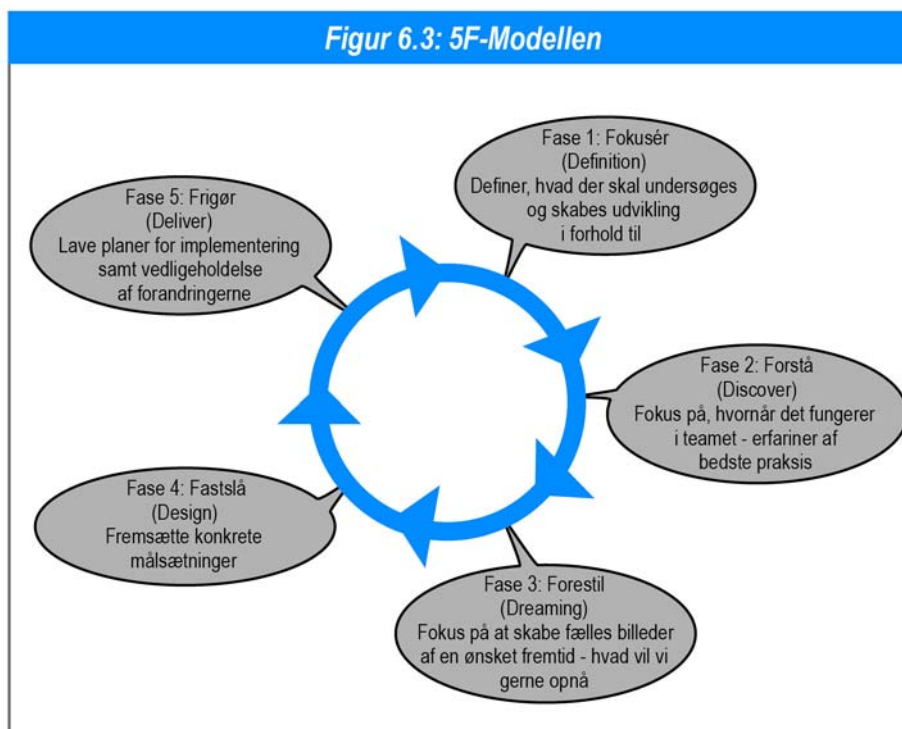 Figur 6.3: 5F-Modellen
Fase 1: Fokusér
(Definition)
Definer, hvad der skal undersøges
og skabes udvikling
i forhold til
Fase 2: Forstå
(Discover)
Fokus på, hvornår det fungerer
i teamet - erfariner af
bedste praksis
Fase 3: Forestil
(Dreaming)
Fokus på at skabe fælles billeder
af en ønsket fremtid - hvad vil vi
gerne opnå
Fase 4: Fastslå
(Design)
Fremsætte konkrete
målsætninger
Fase 5: Frigør
(Deliver)
Lave planer for implementering
samt vedligeholdelse
af forandringerne